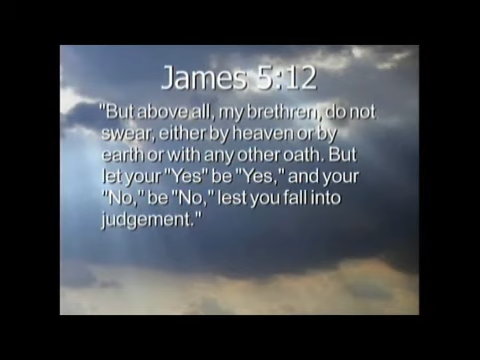 James 5:12
"But above all, my brethren, do not
swear, either by heaven or by
earth or with any other oath. But
let your "Yes" be "Yes," and your
"No," be "No," lest you fall into
judgement."